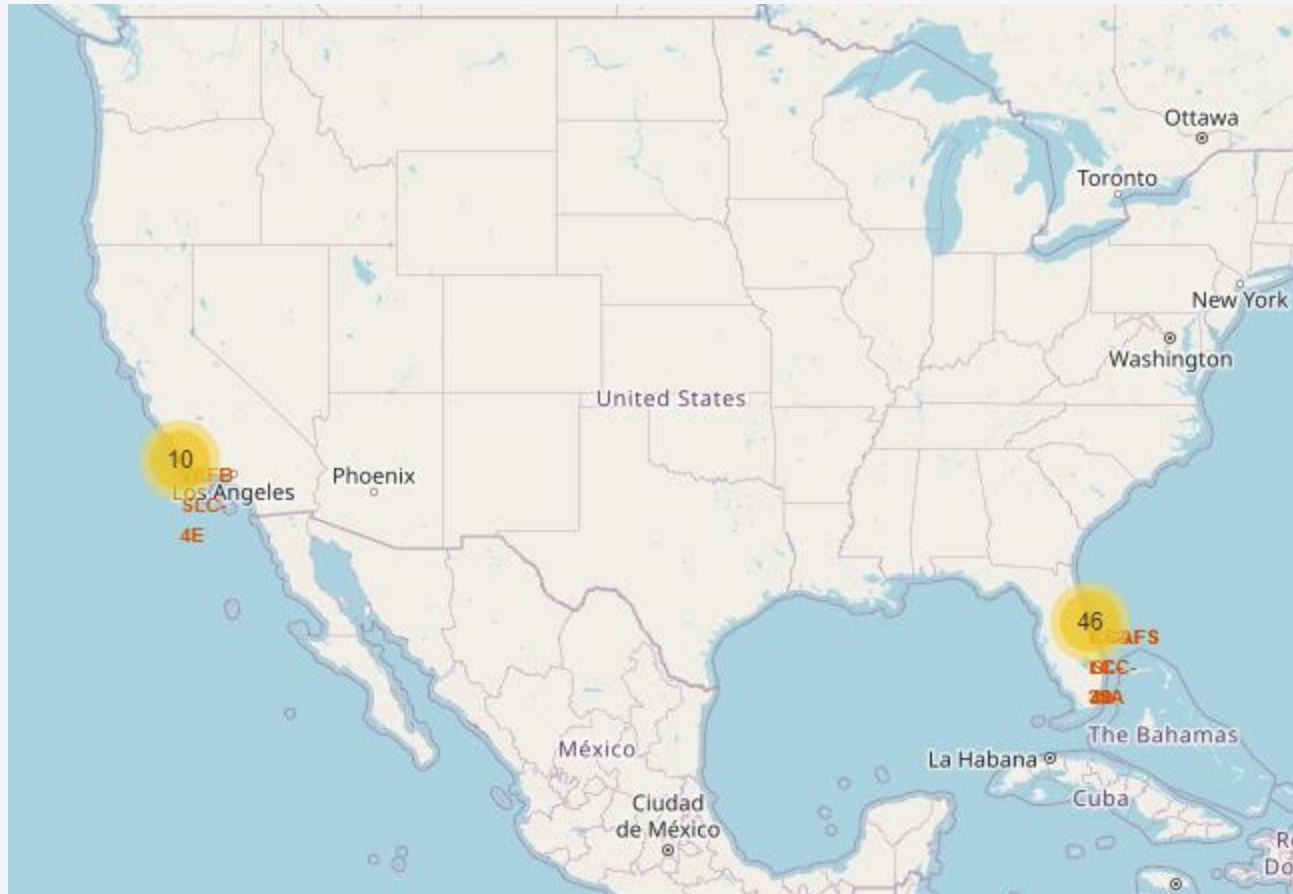 Ottawa
Toronto
New York
Washington
United States
10
Los Angeles
SLC-
4E
Phoenix
46
The Bahamas
La Habana
Cuba
México
Ciudad
de México